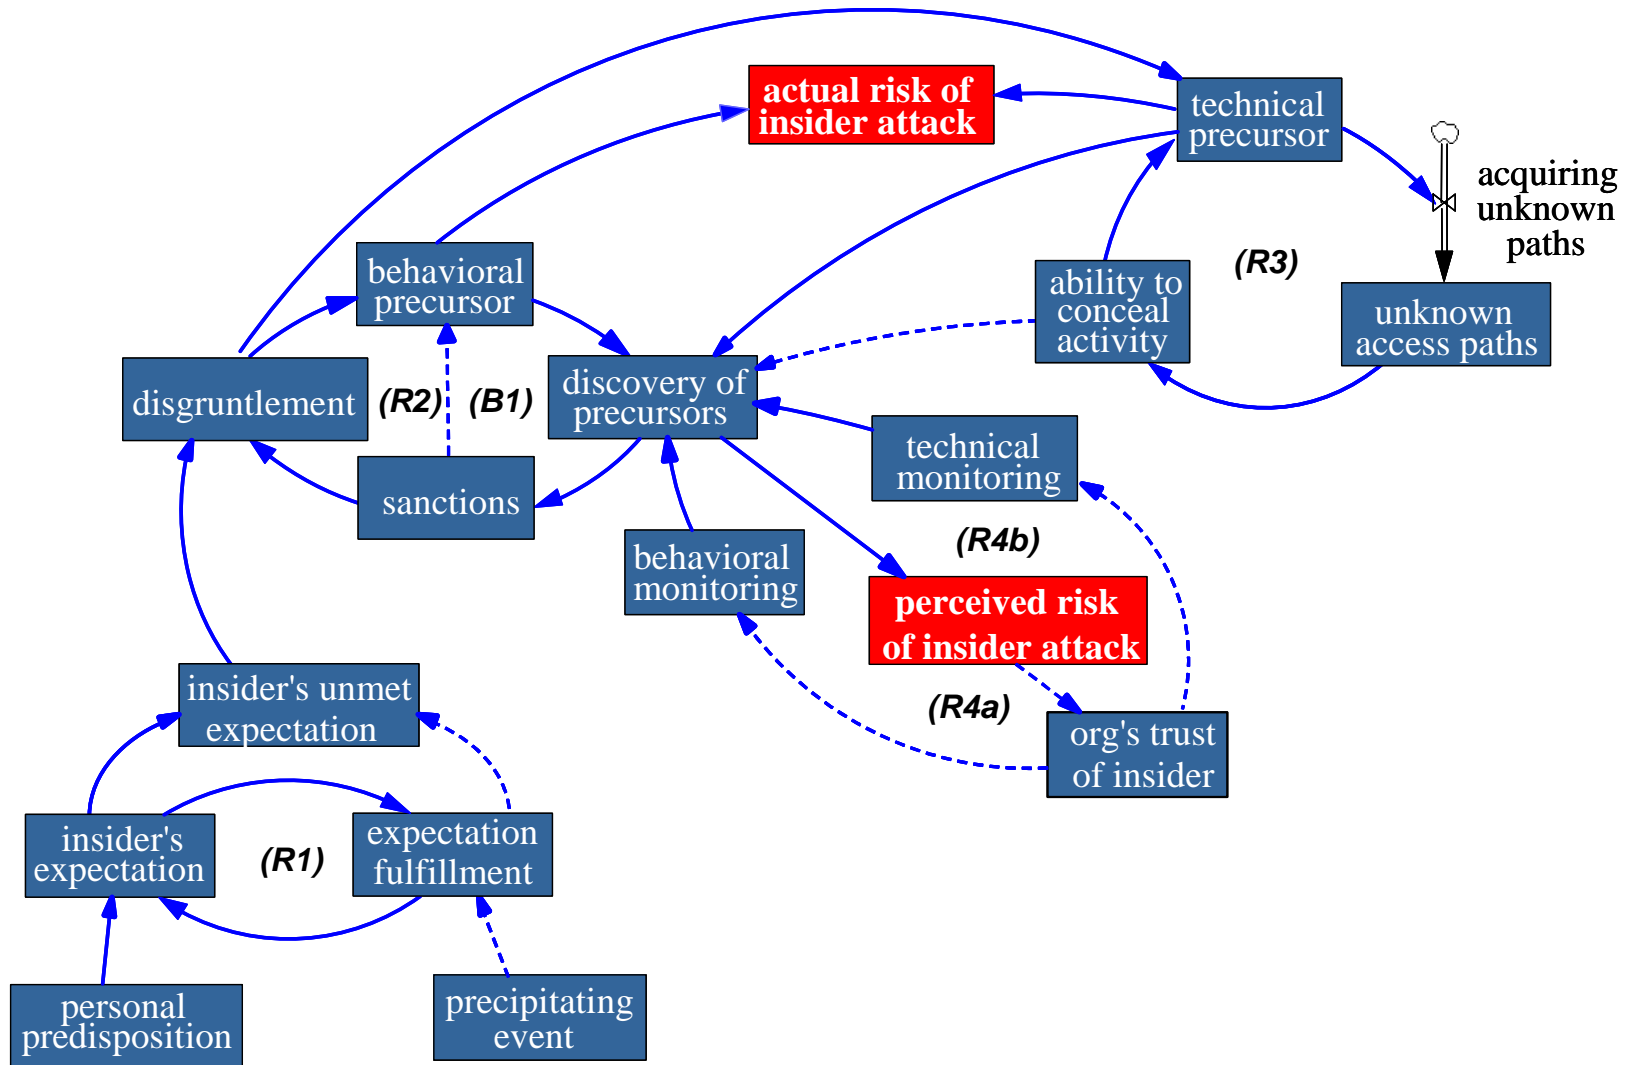 actual risk of
insider attack
technical
precursor
acquiring
unknown
paths
behavioral
precursor
ability to
conceal
activity
(R3)
unknown
access paths
disgruntlement
(R2)
(B1)
discovery of
precursors
technical
monitoring
sanctions
behavioral
monitoring
(R4b)
perceived risk
of insider attack
insider's unmet
expectation
(R4a)
org's trust
of insider
insider's
expectation
(R1)
expectation
fulfillment
personal
predisposition
precipitating
event